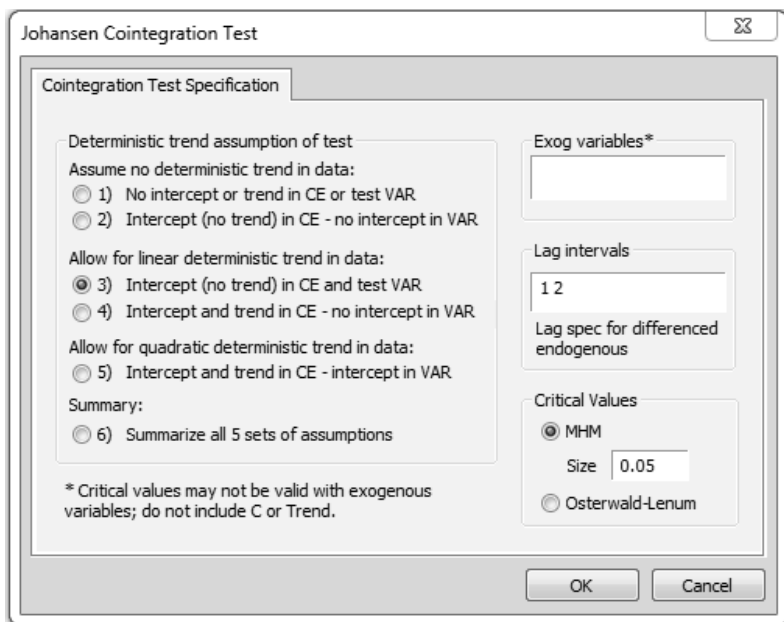 Johansen Cointegration Test
Cointegration Test Specification
Deterministic trend assumption of test
Assume no deterministic trend in data:
1) No intercept or trend in CE or test VAR
2) Intercept (no trend) in CE - no intercept in VAR
Allow for linear deterministic trend in data:
3) Intercept (no trend) in CE and test VAR
4) Intercept and trend in CE - no intercept in VAR
Allow for quadratic deterministic trend in data:
5) Intercept and trend in CE - intercept in VAR
Summary:
6) Summarize all 5 sets of assumptions
* Critical values may not be valid with exogenous
variables; do not include C or Trend.
Exog variables*
Lag intervals
1 2
Lag spec for differenced
endogenous
Critical Values
MHM
Size 0.05
Osterwald-Lenum
OK
Cancel